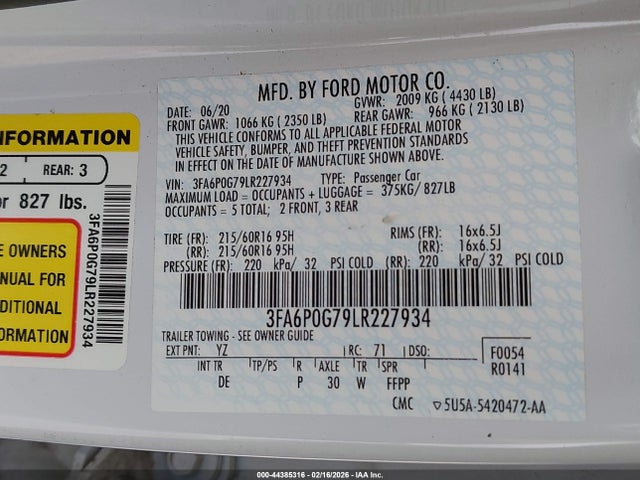 MFD. BY FORD MOTOR CO.
DATE: 06/20 GVWR: 2009 KG ( 4430 LB)
FRONT GAWR: 1066 KG ( 2350 LB) REAR GAWR: 966 KG ( 2130 LB)
THIS VEHICLE CONFORMS TO ALL APPLICABLE FEDERAL MOTOR
VEHICLE SAFETY, BUMPER, AND THEFT PREVENTION STANDARDS
IN EFFECT ON THE DATE OF MANUFACTURE SHOWN ABOVE.
VIN: 3FA6P0G79LR227934 TYPE: Passenger Car
MAXIMUM LOAD = OCCUPANTS + LUGGAGE = 375KG/ 827LB
OCCUPANTS = 5 TOTAL; 2 FRONT, 3 REAR
TIRE (FR): 215/60R16 95H RIMS (FR): 16x6.5J
(RR): 215/60R16 95H (RR): 16x6.5J
PRESSURE (FR): 220 kPa/ 32 PSI COLD (RR): 220 kPa/ 32 PSI COLD
3FA6P0G79LR227934
TRAILER TOWING - SEE OWNER GUIDE
EXT PNT: YZ RC: 71 DSO:
F0054
R0141
INT TR TP/PS R AXLE TR SPR
DE P 30 W FFPP
CMC ▽5U5A-5420472-AA
INFORMATION
2 REAR: 3
or 827 lbs.
E OWNERS
ANUAL FOR
DITIONAL
ORMATION
3FA6P0G79LR227934
000-44385316 - 02/16/2026 - IAA Inc.